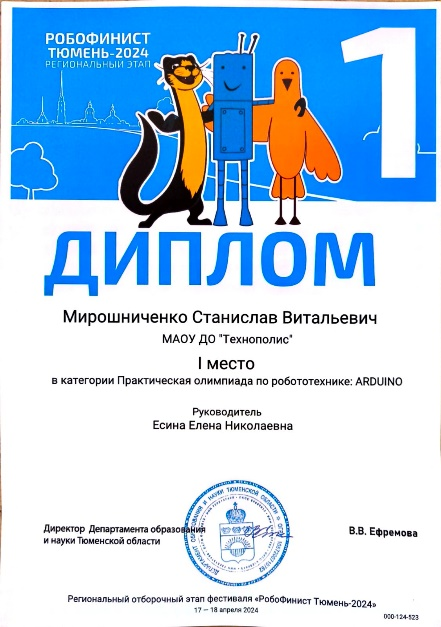 РОБОФИНИСТ
ТЮМЕНЬ-2024
РЕГИОНАЛЬНЫЙ ЭТАП
1
ДИПЛОМ
Мирошниченко Станислав Витальевич
МАОУ ДО "Технополис"
I место
в категории Практическая олимпиада по робототехнике: ARDUINO
Руководитель
Есина Елена Николаевна
Директор Департамента образования
и науки Тюменской области
В.В. Ефремова
Региональный отборочный этап фестиваля «РобоФинист Тюмень-2024»
17 – 18 апреля 2024
000-124-523